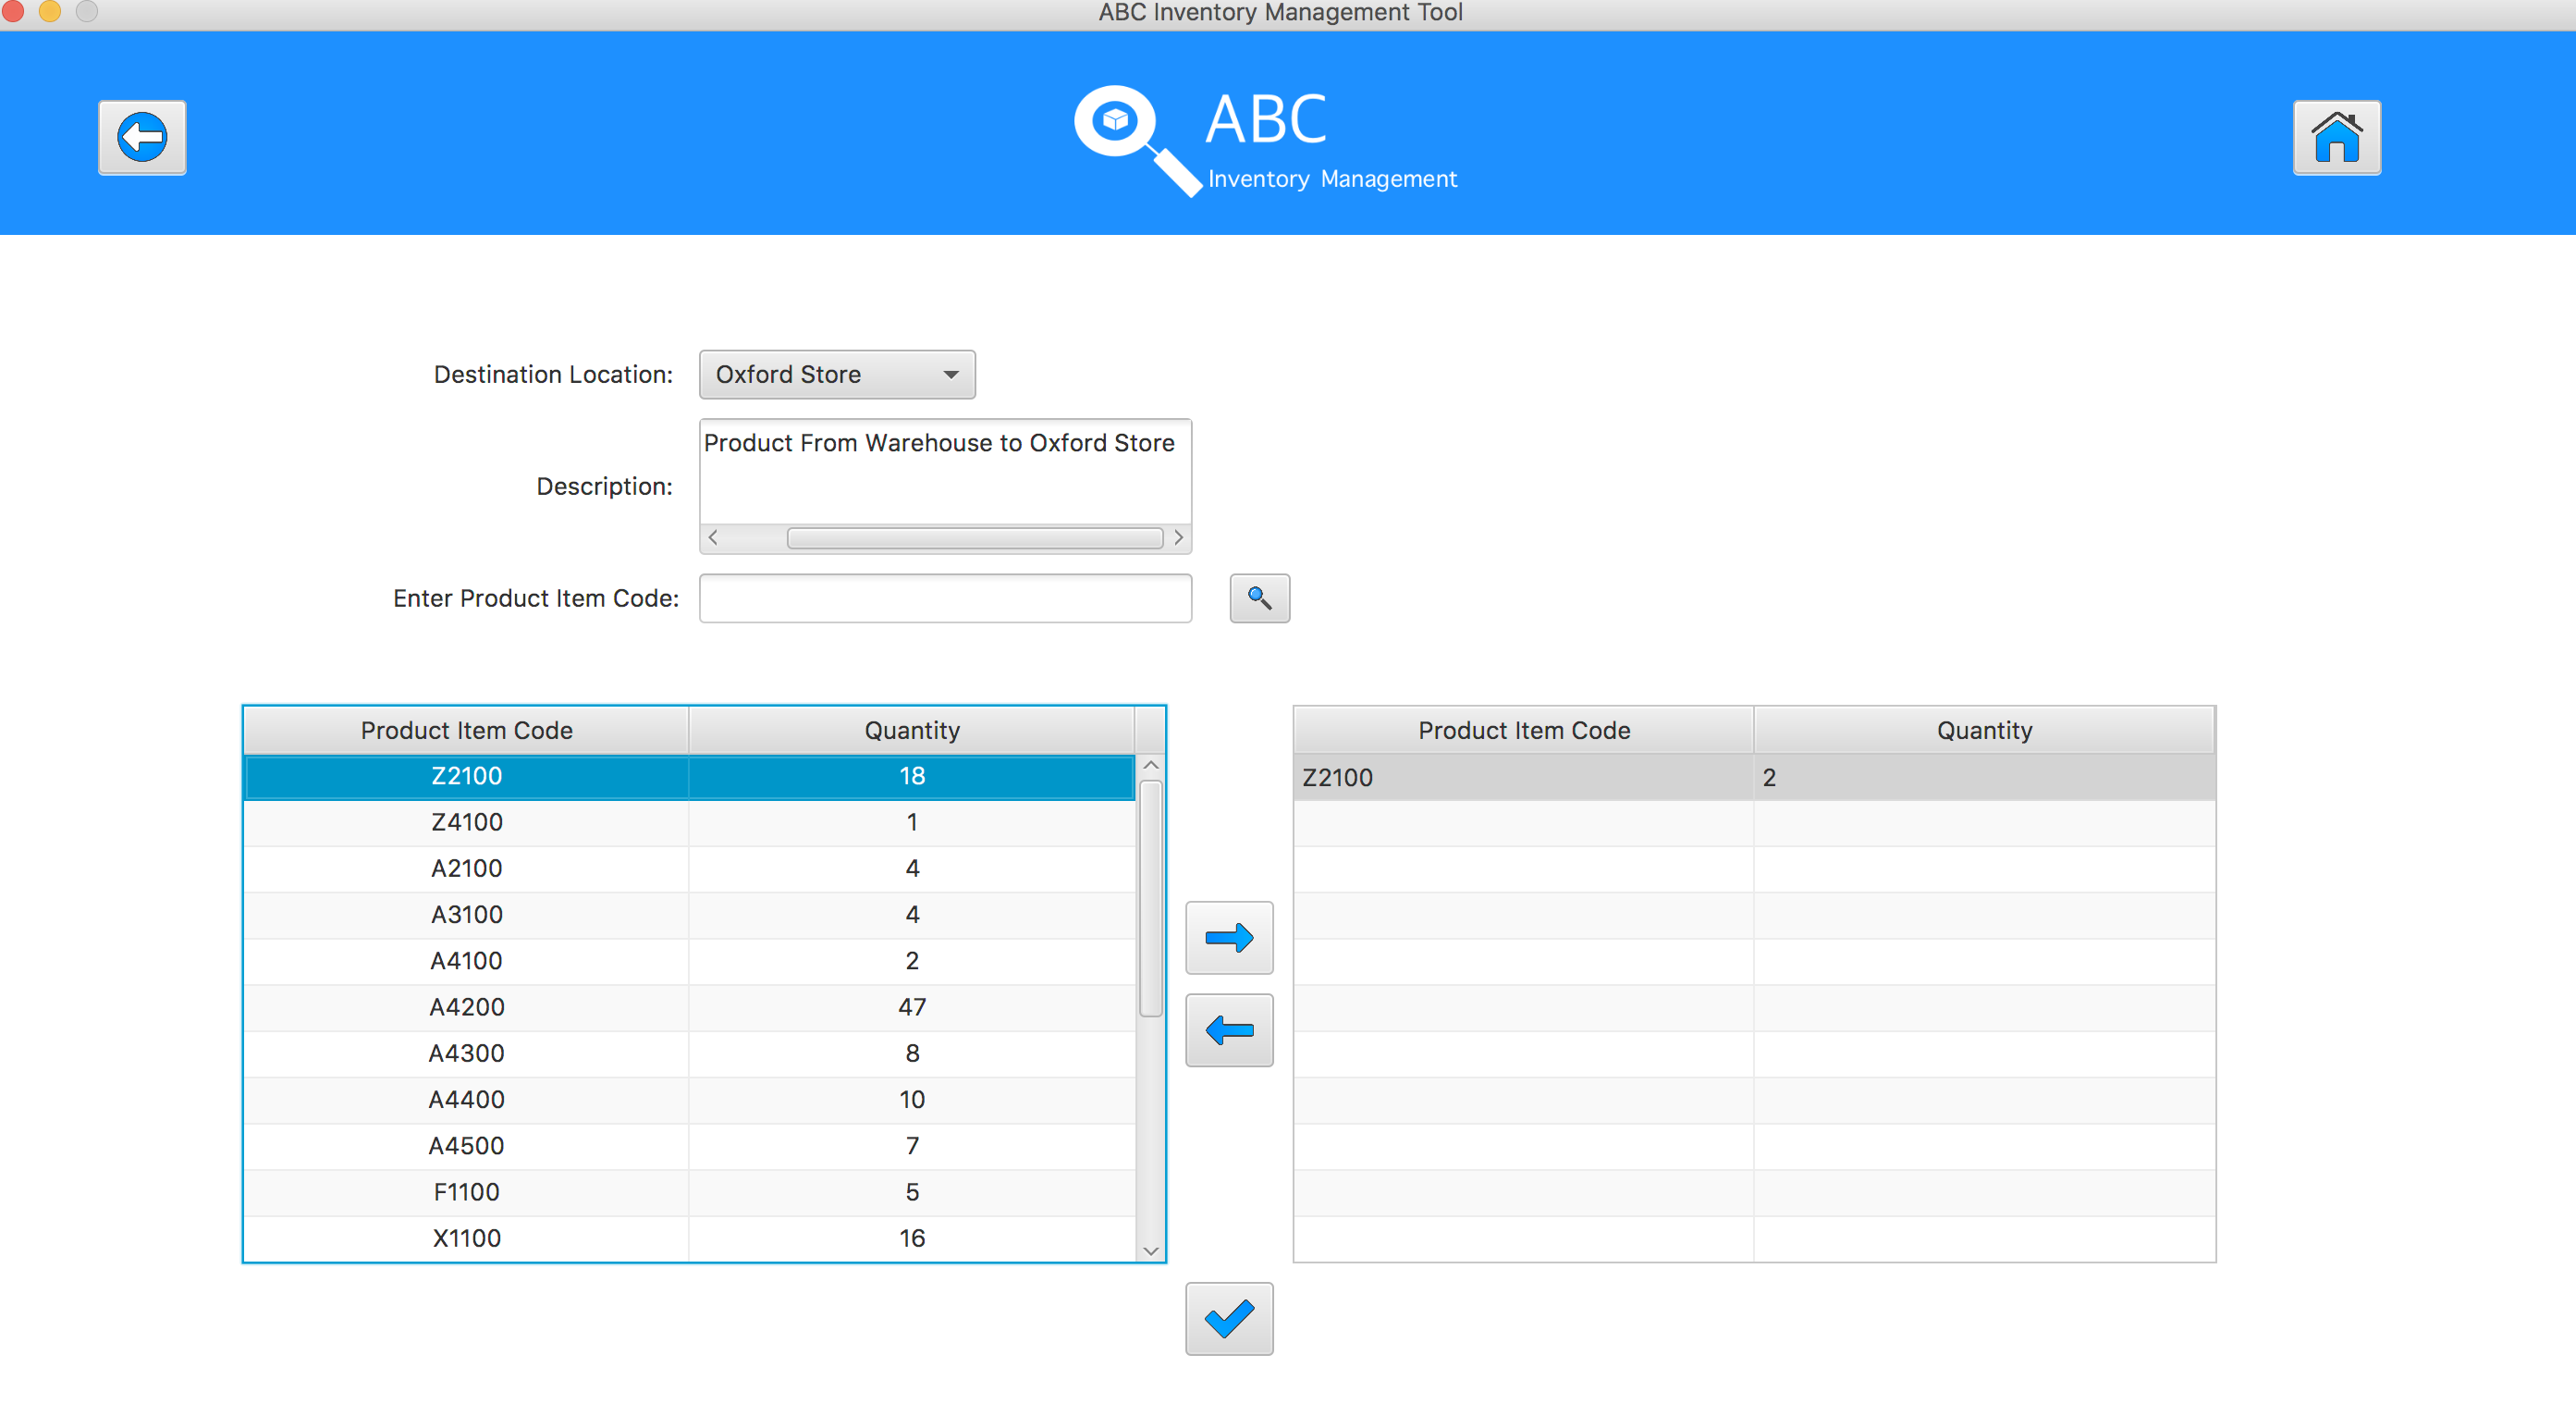 ABC Inventory Management Tool
ABC
Inventory Management
Destination Location: Oxford Store
Product From Warehouse to Oxford Store
Description:
Enter Product Item Code:
Product Item Code Quantity Product Item Code Quantity
Z2100 18 Z2100 2
Z4100 1
A2100 4
A3100 4
A4100 2
A4200 47
A4300 8
A4400 10
A4500 7
F1100 5
X1100 16